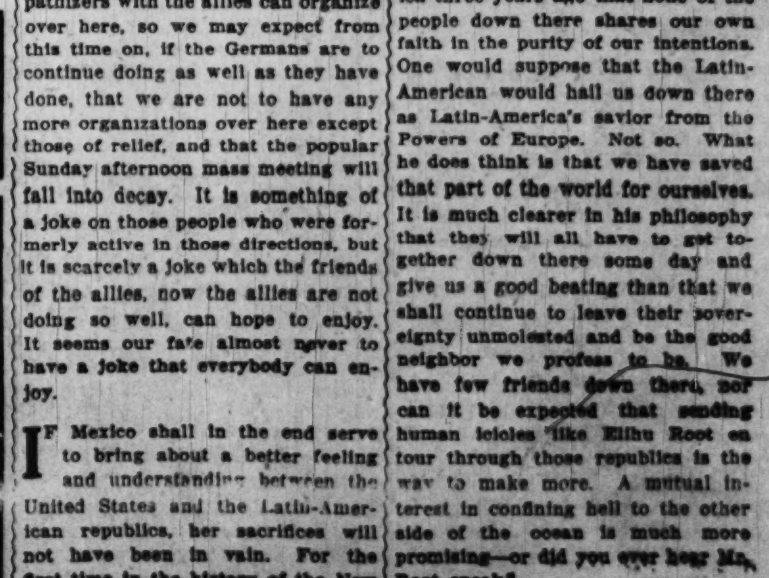 pathizers with the allies can organize
over here, so we may expect from
this time on, if the Germans are to
continue doing as well as they have
done, that we are not to have any
more organizations over here except
those of relief, and that the popular
Sunday afternoon mass meeting will
fall into decay. It is something of
a joke on those people who were for-
merly active in those directions, but
it is scarcely a joke which the friends
of the allies, now the allies are not
doing so well, can hope to enjoy.
It seems our fate almost never to
have a joke that everybody can en-
joy.
IF Mexico shall in the end serve
to bring about a better feeling
and understanding between the
United States and the Latin-Amer-
ican republics, her sacrifices will
not have been in vain. For the
time in the history of the
three years ago that none of the
people down there shares our own
faith in the purity of our intentions.
One would suppose that the Latin-
American would hail us down there
as Latin-America's savior from the
Powers of Europe. Not so. What
he does think is that we have saved
that part of the world for ourselves.
It is much clearer in his philosophy
that they will all have to get to-
gether down there some day and
give us a good beating than that we
shall continue to leave their sover-
eignty unmolested and be the good
neighbor we profess to be. We
have few friends down there, nor
can it be expected that sending
human icicles like Elihu Root on
tour through those republics is the
way to make more. A mutual in-
terest in confining hell to the other
side of the ocean is much more
promising—or did you ever hear Mr.